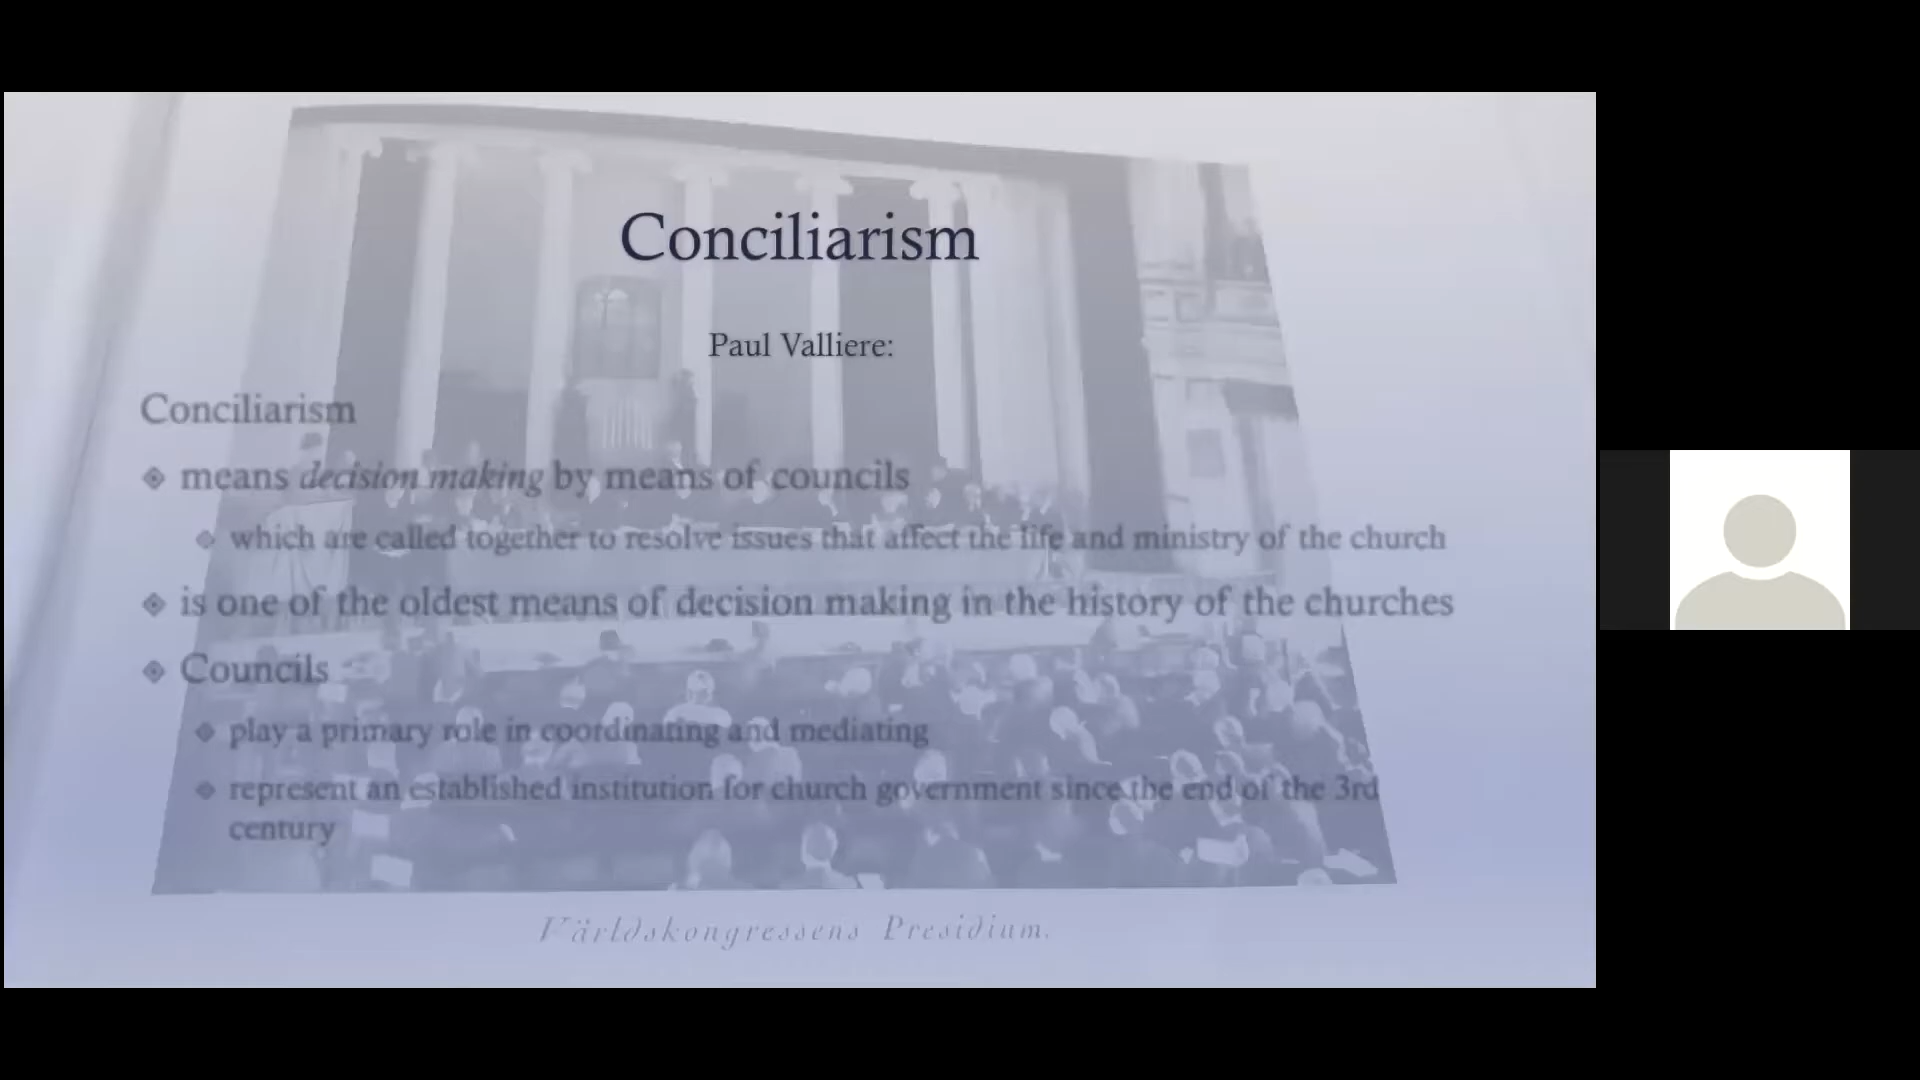 Conciliarism
Paul Valliere:
Conciliarism
means decision making by means of councils
which are called together to resolve issues that affect the life and ministry of the church
is one of the oldest means of decision making in the history of the churches
Councils
play a primary role in coordinating and mediating
represent an established institution for church government since the end of the 3rd
century
Världskongressens Presidium.